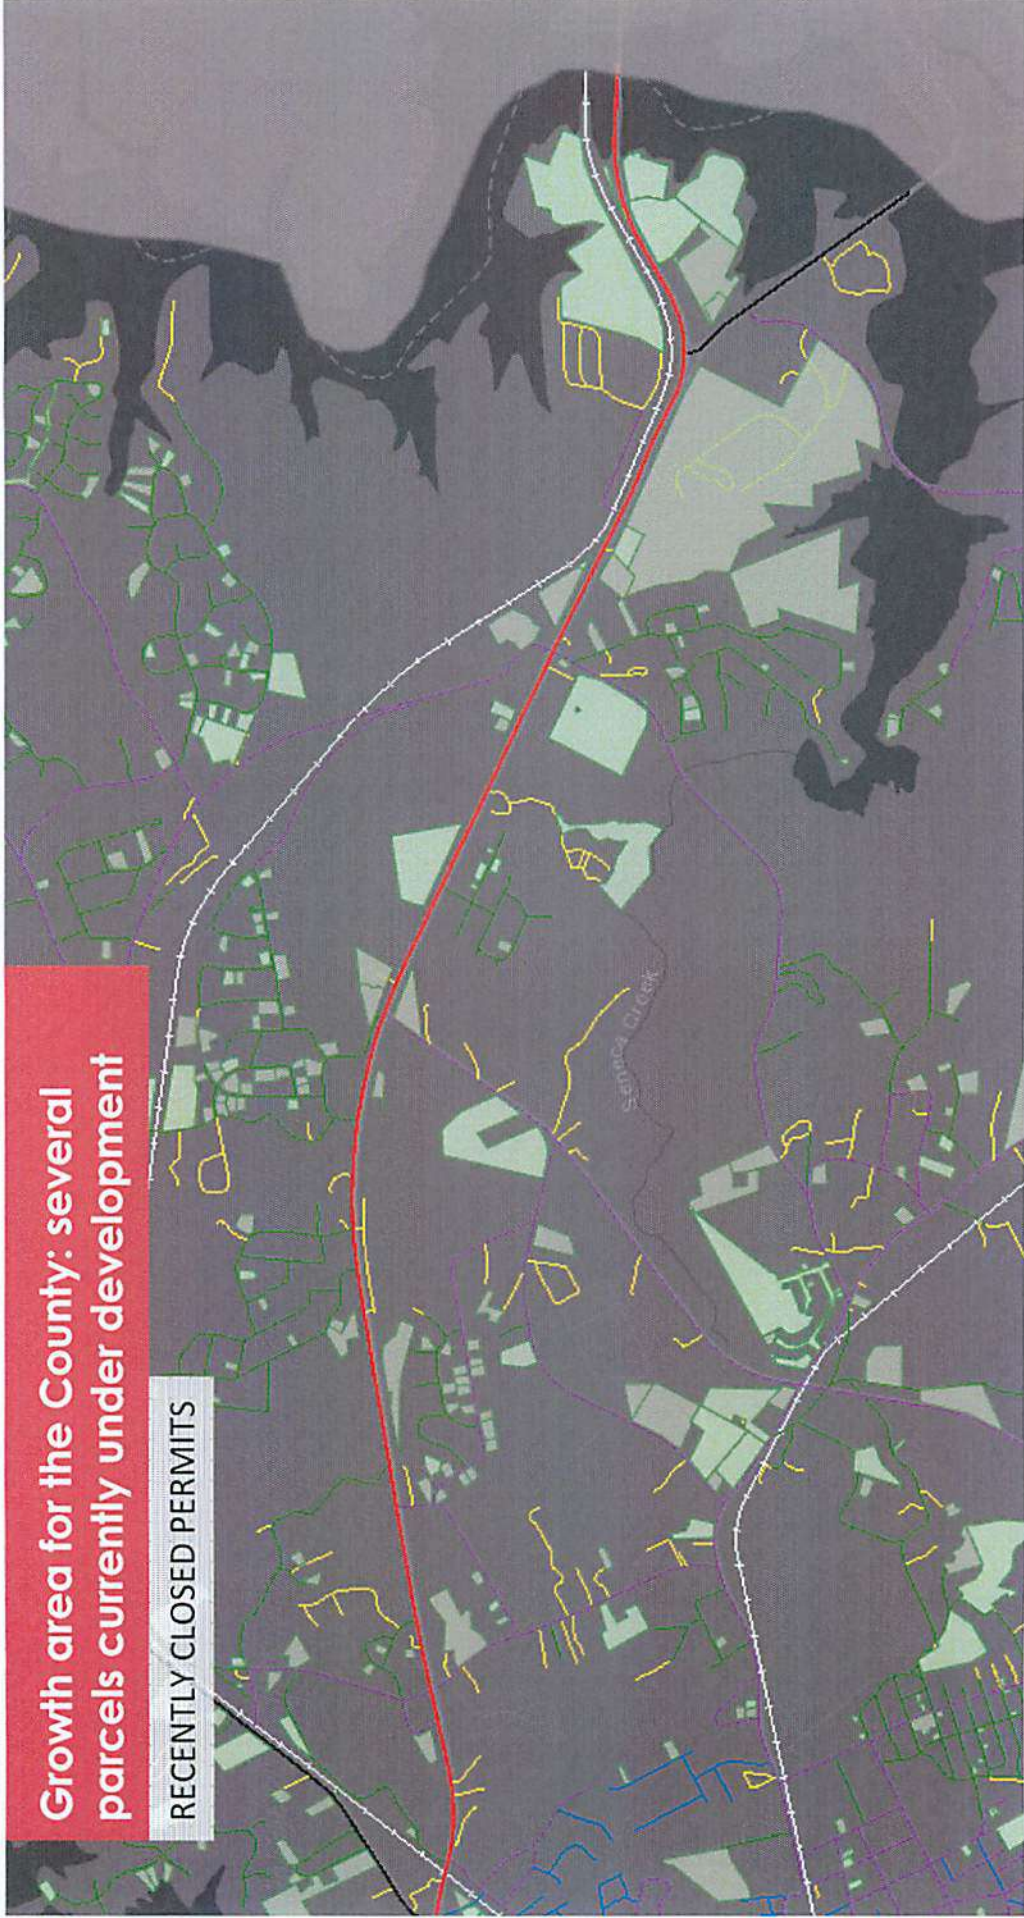 Growth area for the County: several
parcels currently under development
RECENTLY CLOSED PERMITS
Seneca Creek